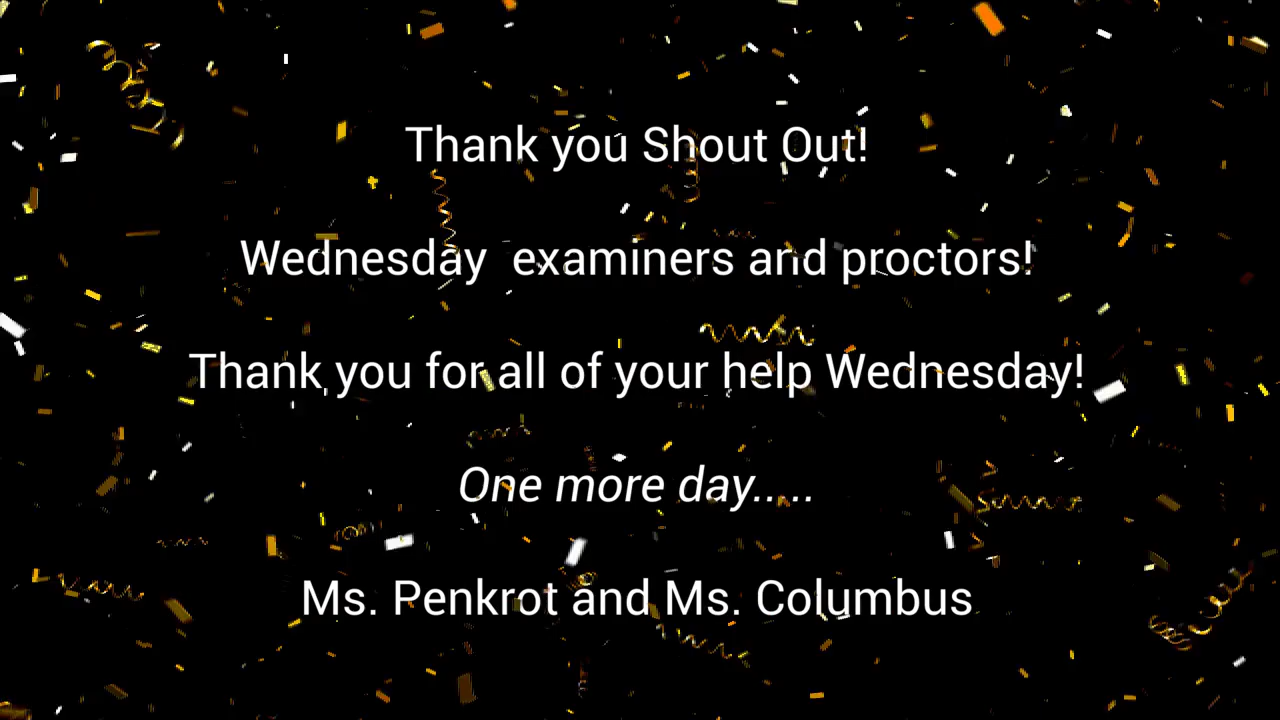 Thank you Shout Out!
Wednesday  examiners and proctors!
Thank you for all of your help Wednesday!
One more day.....
Ms. Penkrot and Ms. Columbus